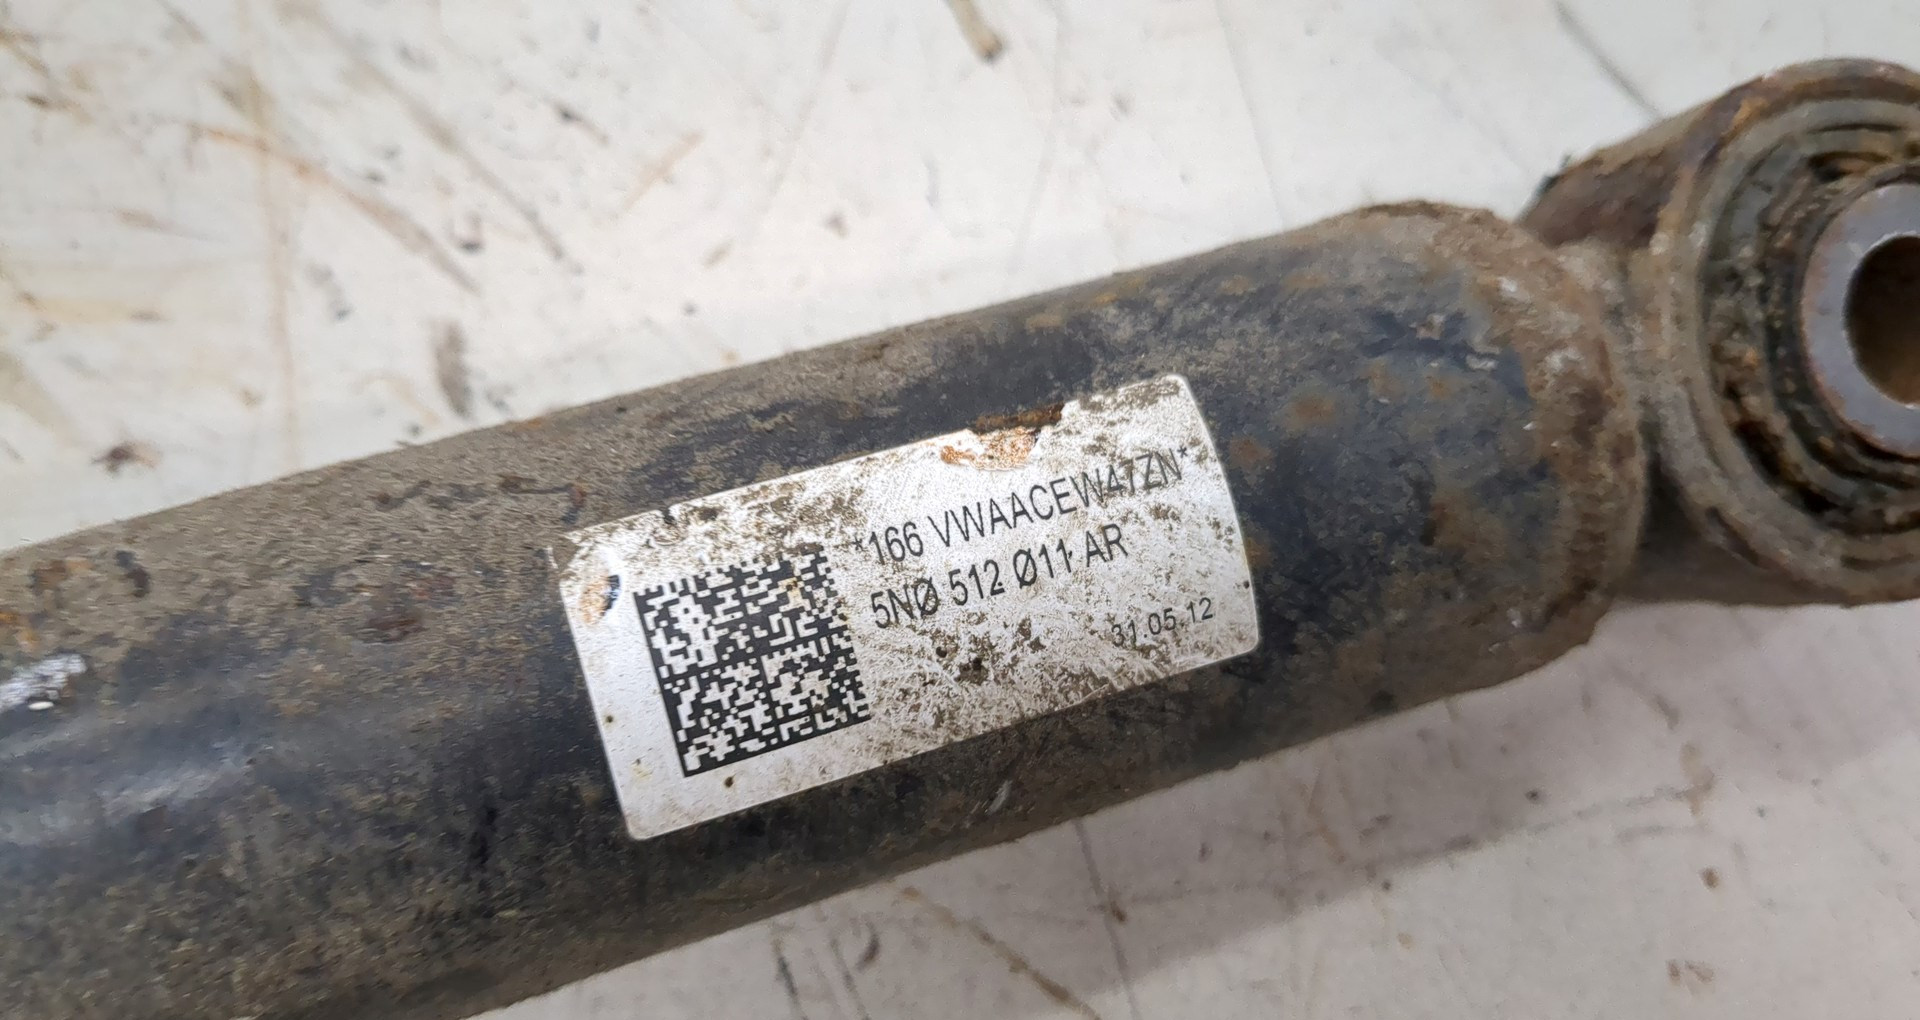 *166 VWAACEW47ZN*
5NØ 512 Ø11 AR
31.05.12